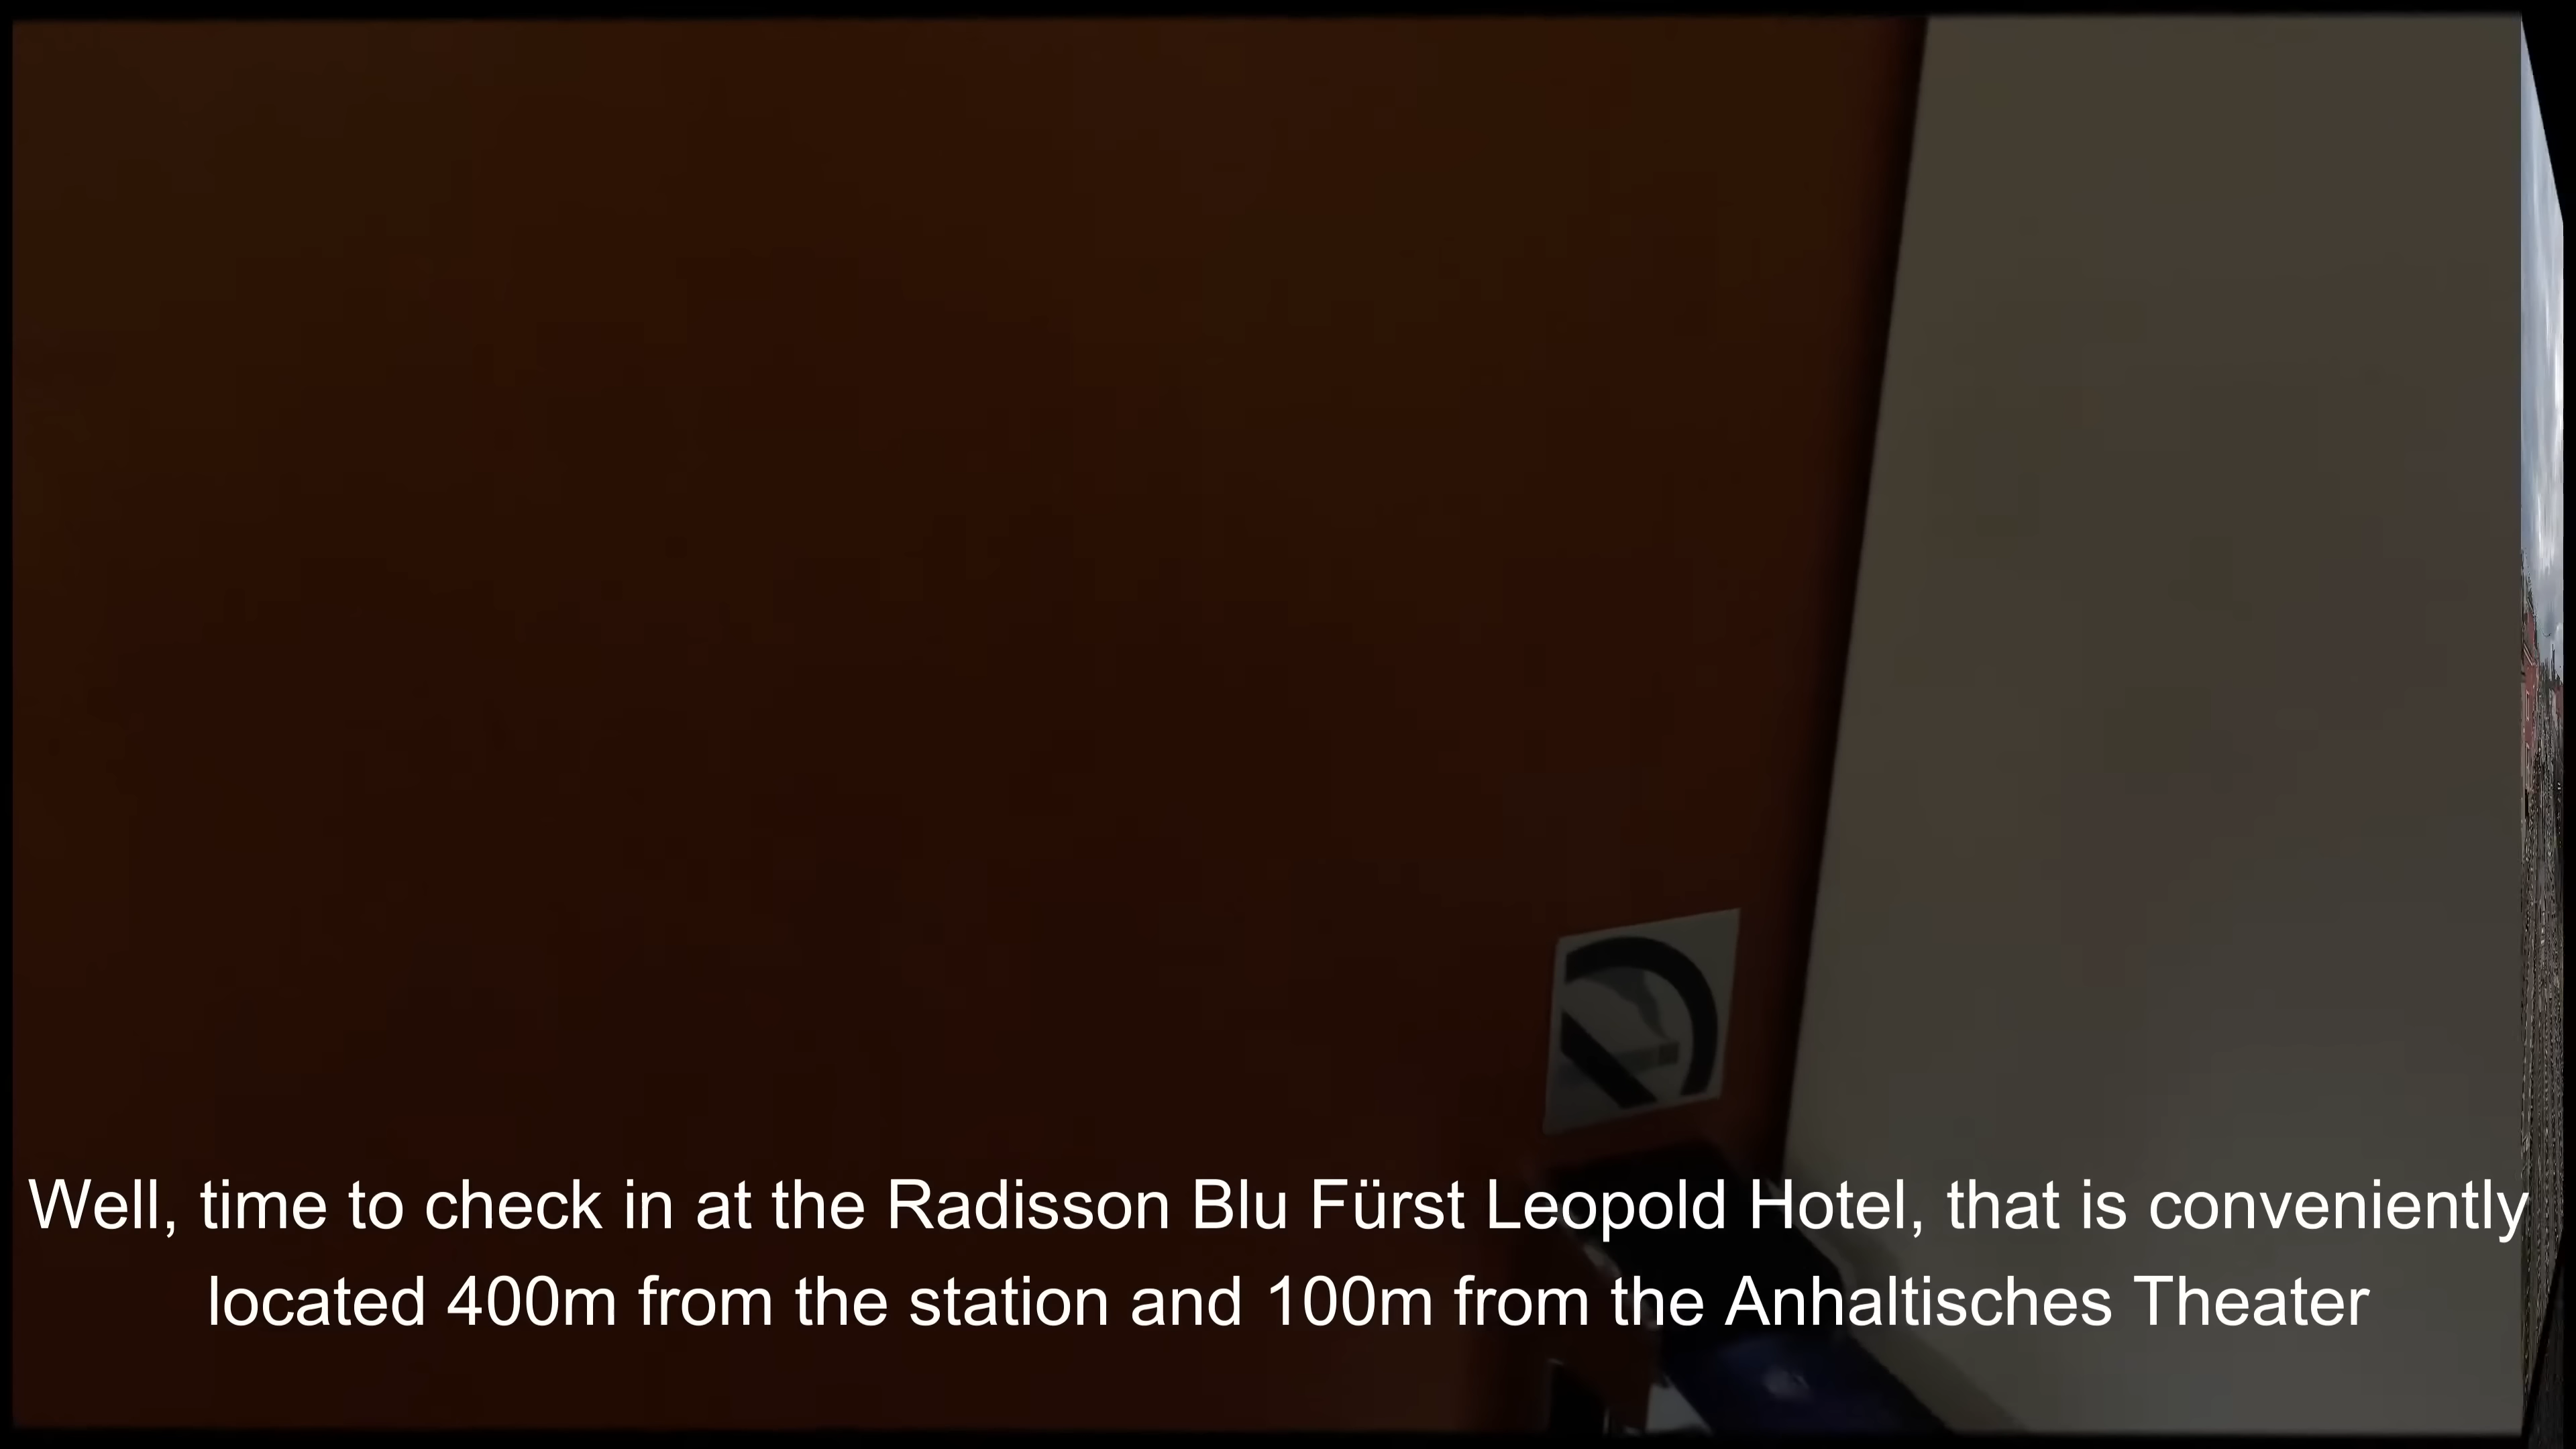 Well, time to check in at the Radisson Blu Fürst Leopold Hotel, that is conveniently
located 400m from the station and 100m from the Anhaltisches Theater